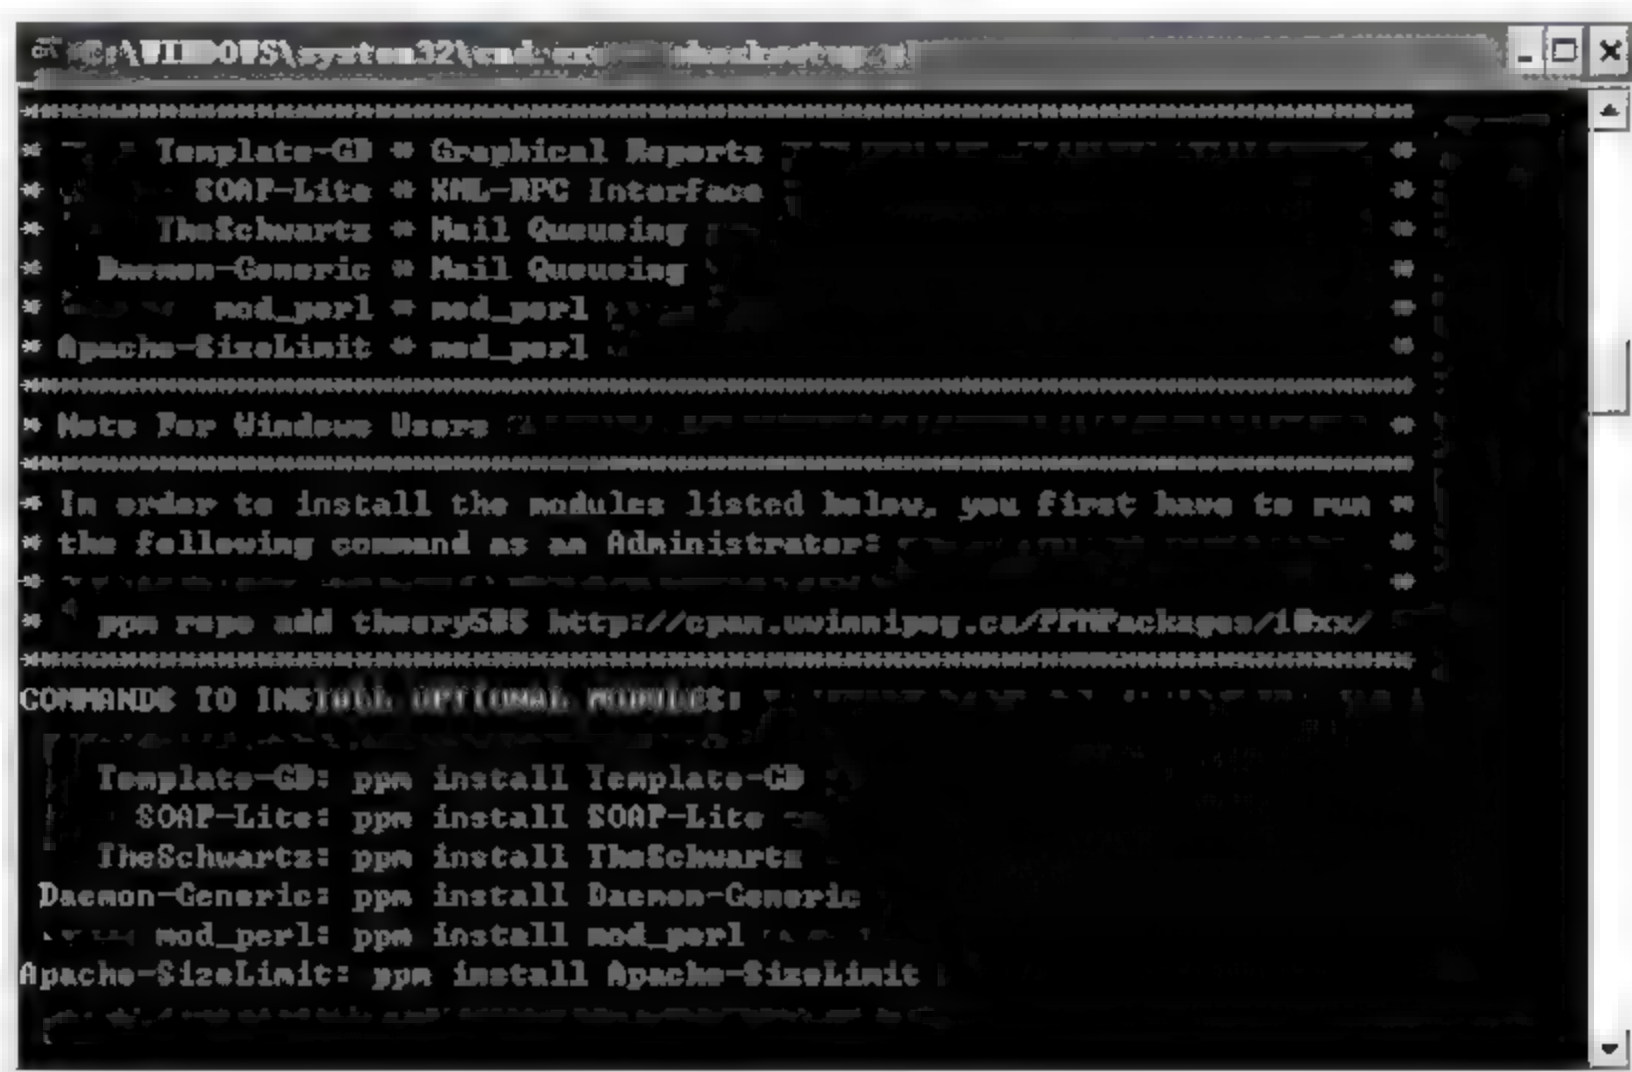 C:\WINDOWS\system32\cmd.exe
***********************************************************************
* Template-GD * Graphical Reports *
* SOAP-Lite * XML-RPC Interface *
* TheSchwartz * Mail Queueing *
* Daemon-Generic * Mail Queueing *
* mod_perl * mod_perl *
* Apache-SizeLimit * mod_perl *
***********************************************************************
* Note For Windows Users *
***********************************************************************
* In order to install the modules listed below, you first have to run *
* the following command as an Administrator: *
* *
* ppm repo add theory58S http://cpan.uwinnipeg.ca/PPMPackages/10xx/
***********************************************************************
COMMANDS TO INSTALL OPTIONAL MODULES:
Template-GD: ppm install Template-GD
SOAP-Lite: ppm install SOAP-Lite
TheSchwartz: ppm install TheSchwartz
Daemon-Generic: ppm install Daemon-Generic
mod_perl: ppm install mod_perl
Apache-SizeLimit: ppm install Apache-SizeLimit